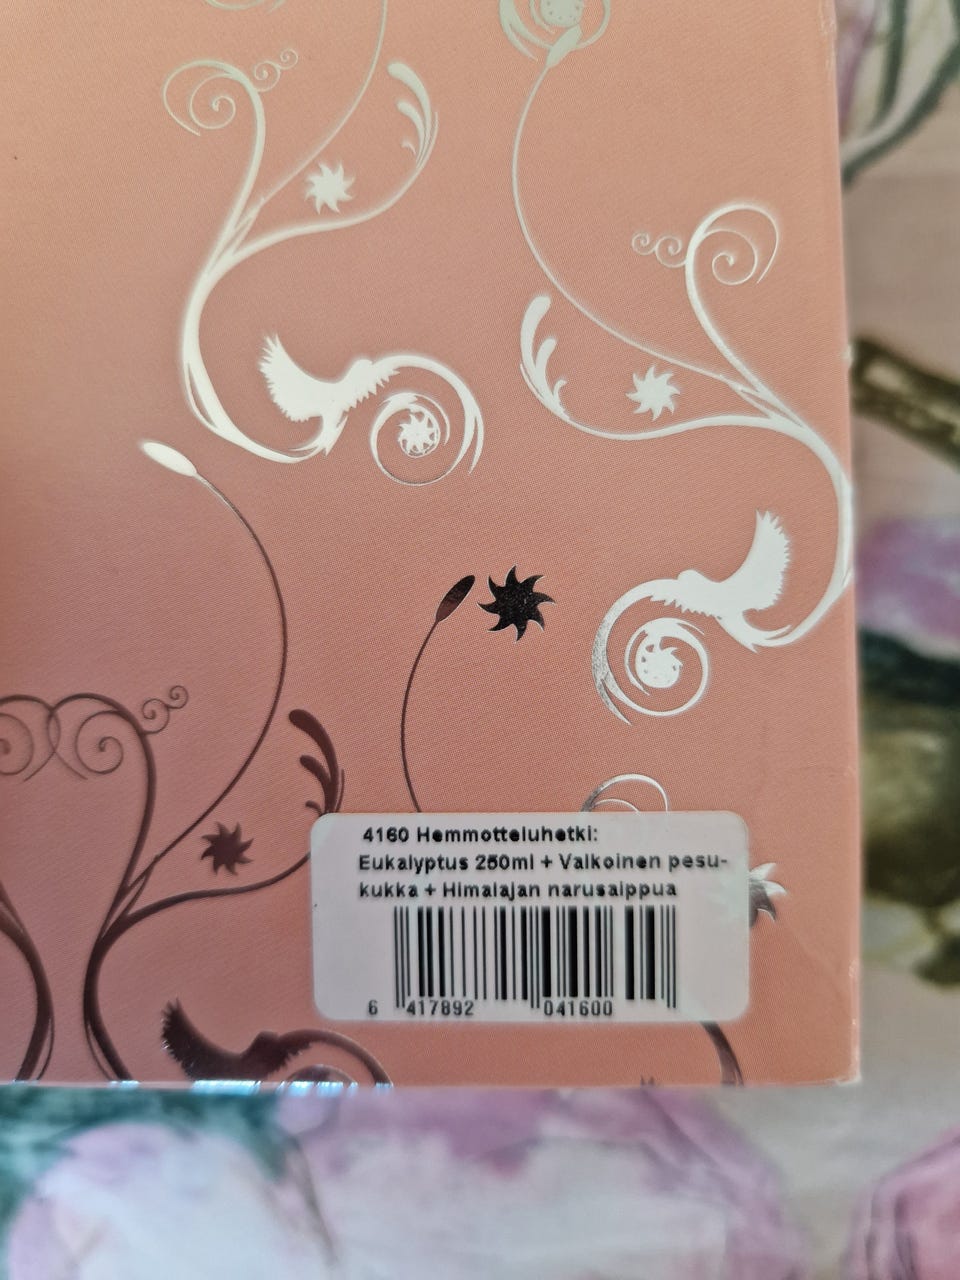 4160 Hemmotteluhetki:
Eukalyptus 250ml + Valkoinen pesu-
kukka + Himalajan narusaippua
6 417892 041600